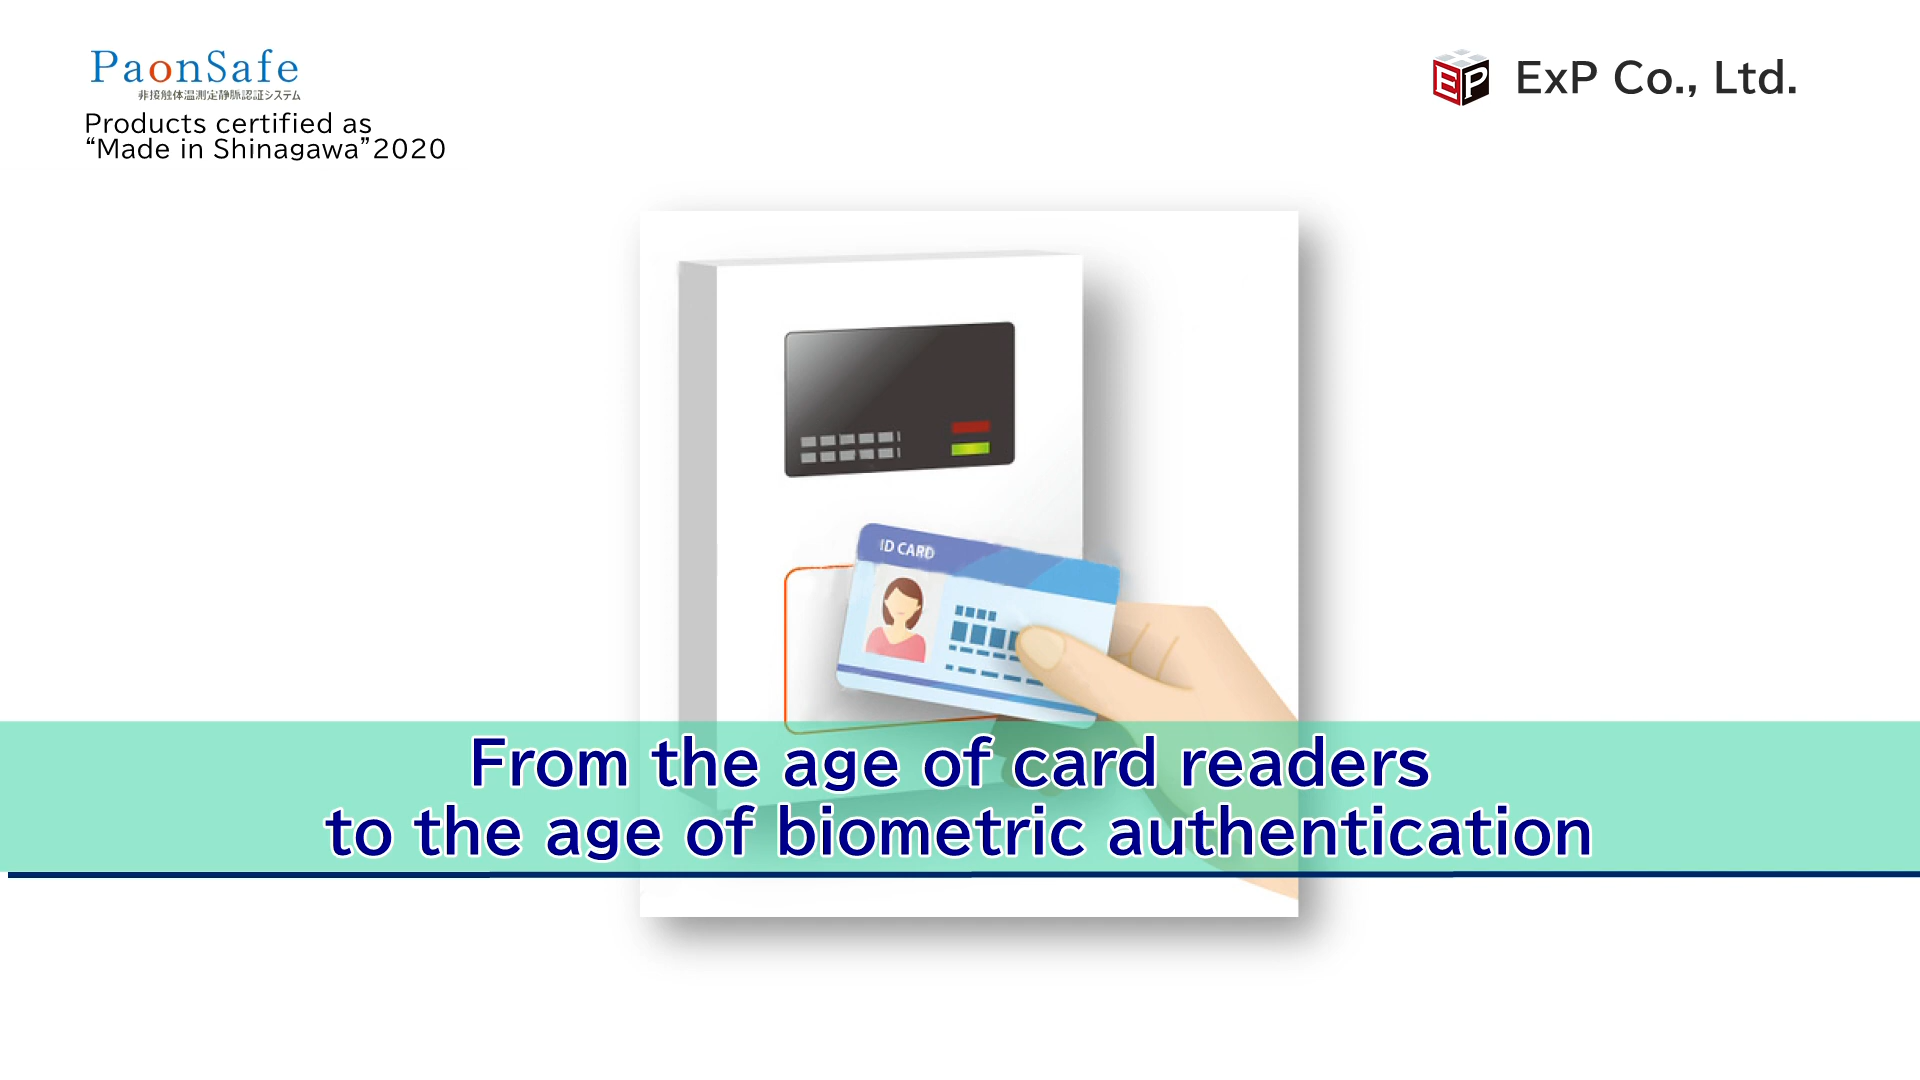 PaonSafe
非接触体温測定静脈認証システム
Products certified as
“Made in Shinagawa”2020
EP ExP Co., Ltd.
ID CARD
From the age of card readers
to the age of biometric authentication